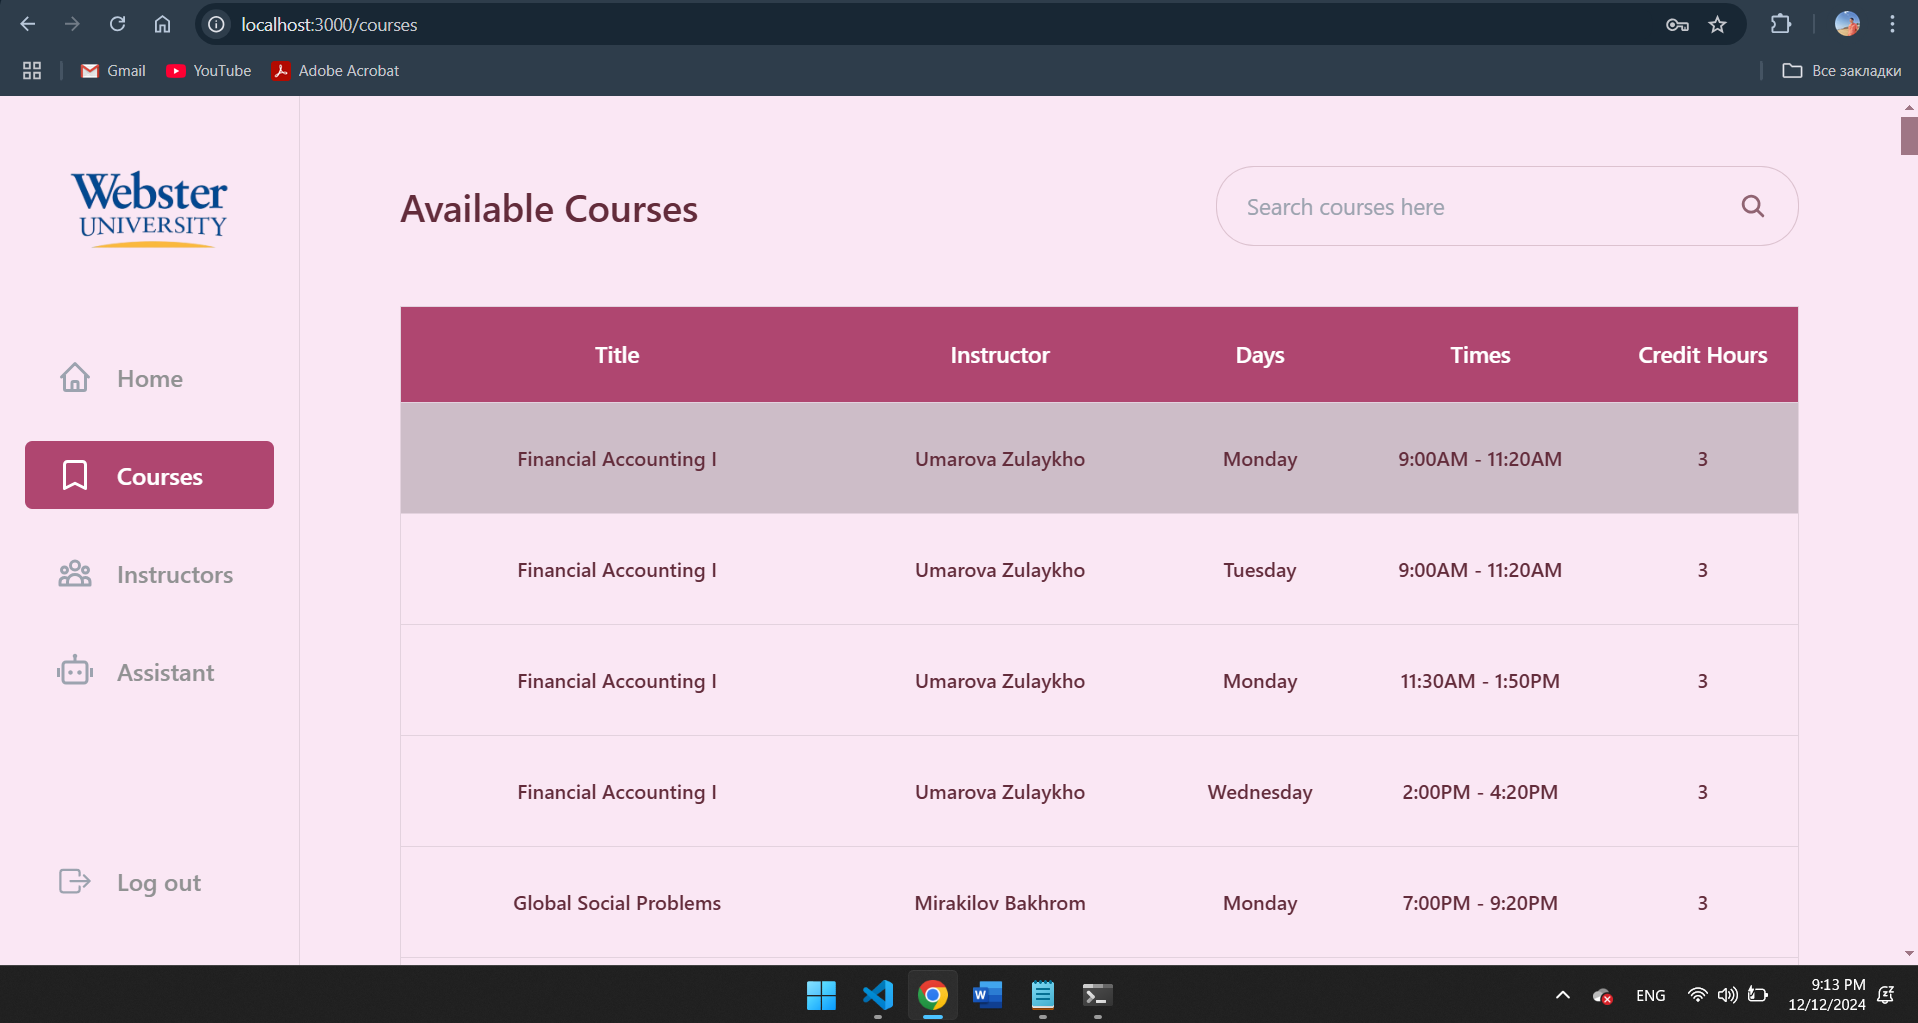 localhost:3000/courses
Gmail YouTube Adobe Acrobat Все закладки
Webster
UNIVERSITY
Available Courses
Search courses here
Home
Courses
Instructors
Assistant
Log out
Title Instructor Days Times Credit Hours
Financial Accounting I Umarova Zulaykho Monday 9:00AM - 11:20AM 3
Financial Accounting I Umarova Zulaykho Tuesday 9:00AM - 11:20AM 3
Financial Accounting I Umarova Zulaykho Monday 11:30AM - 1:50PM 3
Financial Accounting I Umarova Zulaykho Wednesday 2:00PM - 4:20PM 3
Global Social Problems Mirakilov Bakhrom Monday 7:00PM - 9:20PM 3
ENG
9:13 PM
12/12/2024